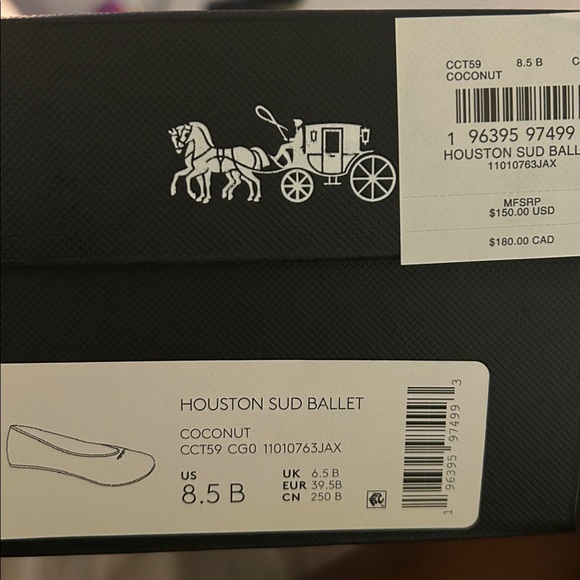 CCT59 8.5 B C
COCONUT
1 96395 97499
HOUSTON SUD BALL
11010763JAX
MFSRP
$150.00 USD
$180.00 CAD
HOUSTON SUD BALLET
COCONUT
CCT59 CG0 11010763JAX
US
8.5 B
UK 6.5 B
EUR 39.5B
CN 250 B
1 96395 97499 3